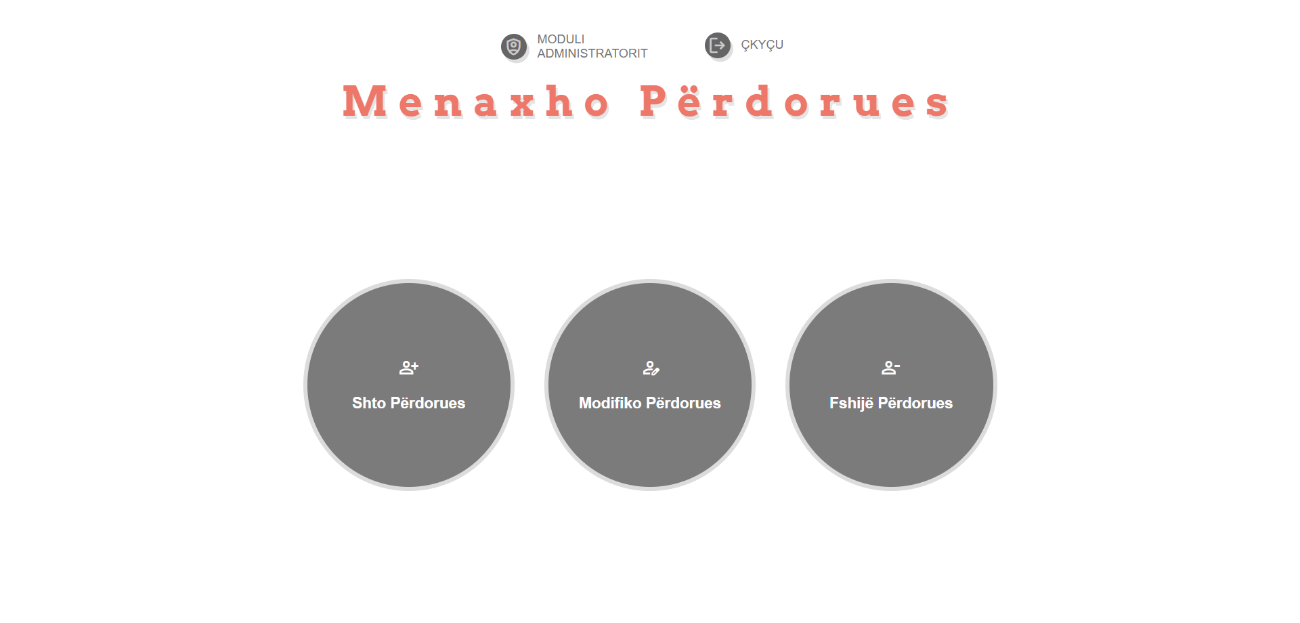 MODULI
ADMINISTRATORIT
ÇKYÇU
Menaxho Përdorues
Shto Përdorues
Modifiko Përdorues
Fshijë Përdorues